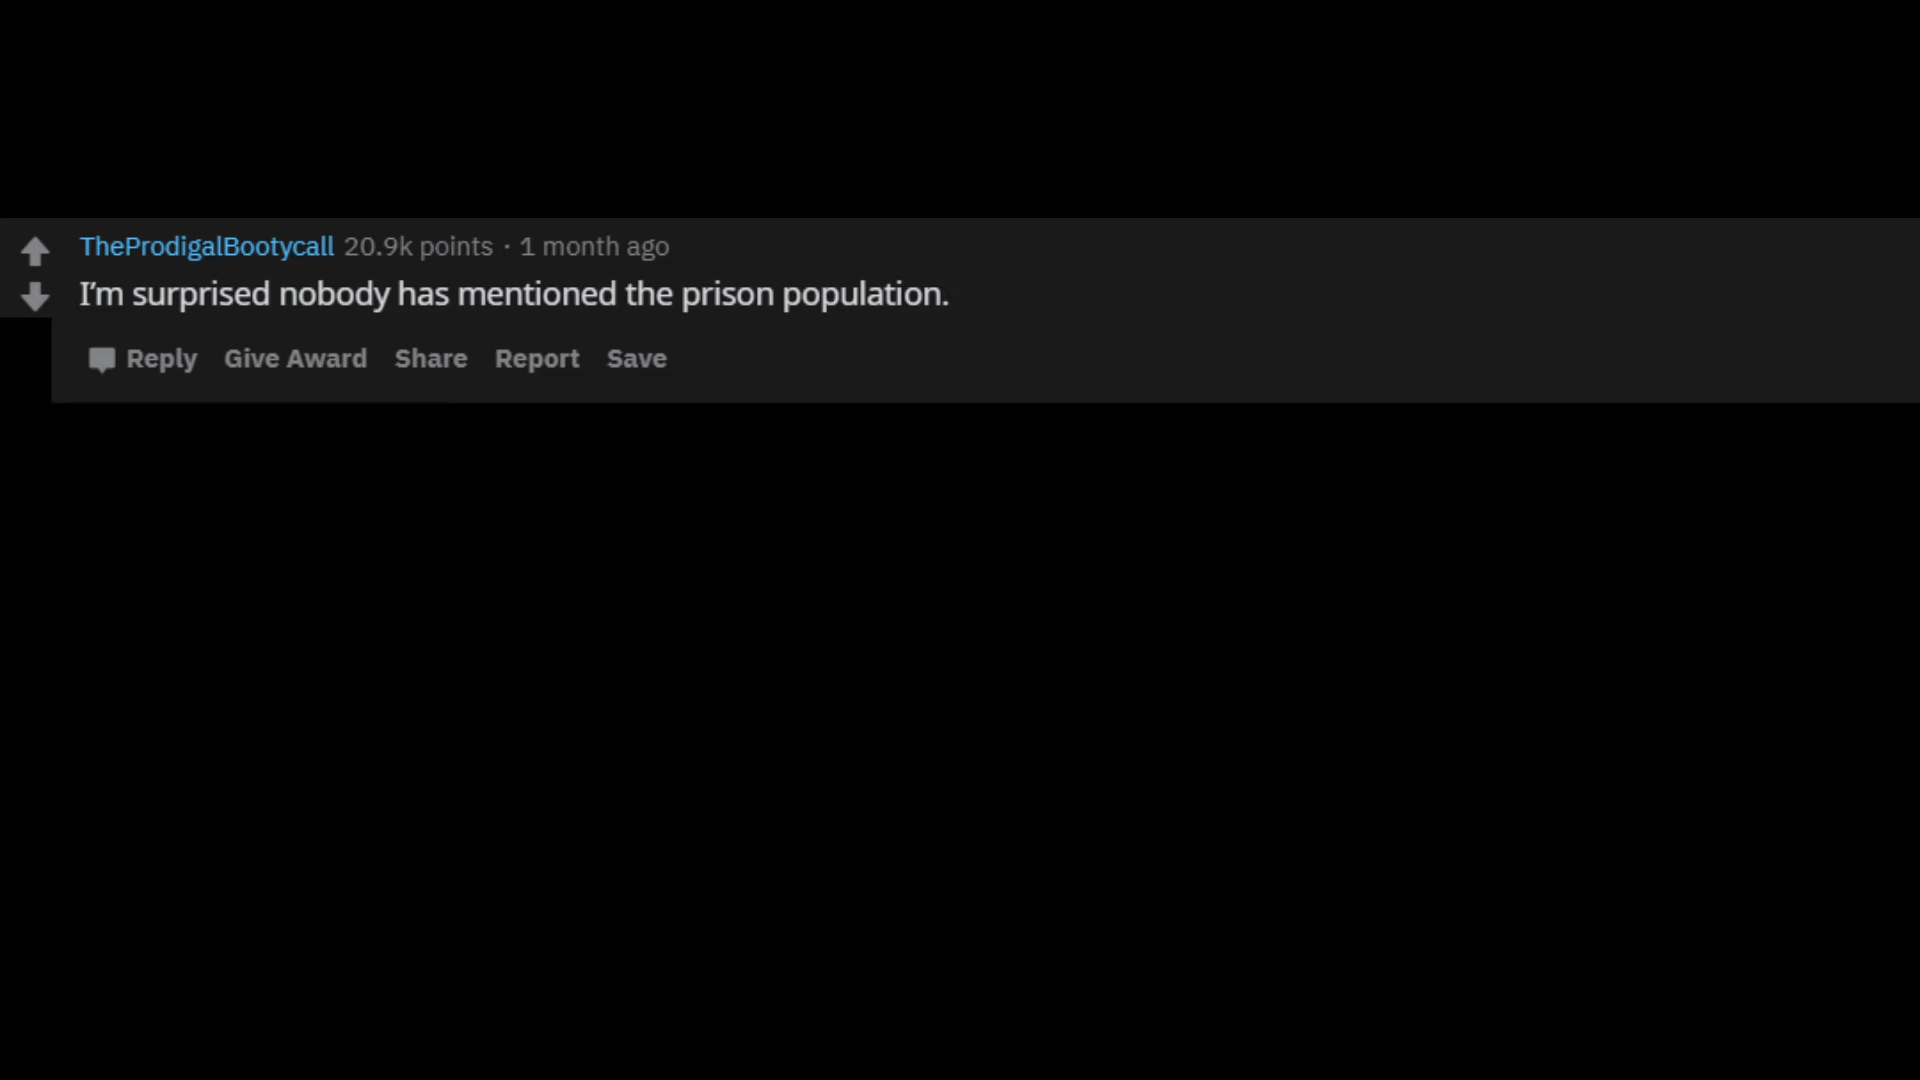 TheProdigalBootycall 20.9k points · 1 month ago
I’m surprised nobody has mentioned the prison population.
Reply Give Award Share Report Save